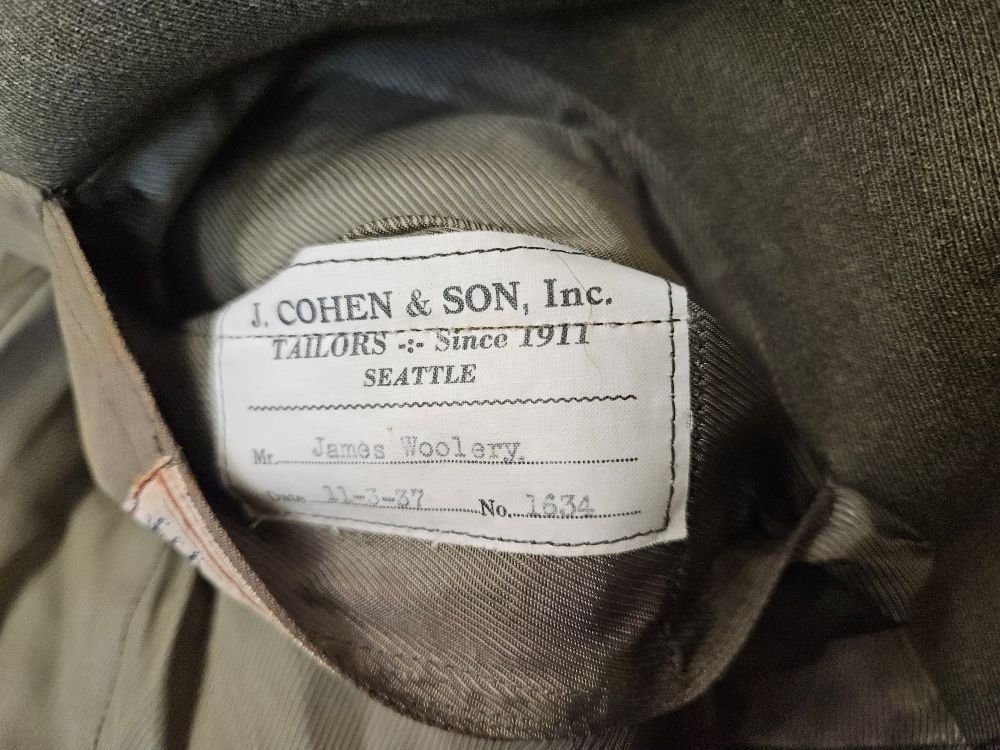 J. COHEN & SON, Inc.
TAILORS -:- Since 1911
SEATTLE
Mr. James Woolery.
Date 11-3-37 No. 1634